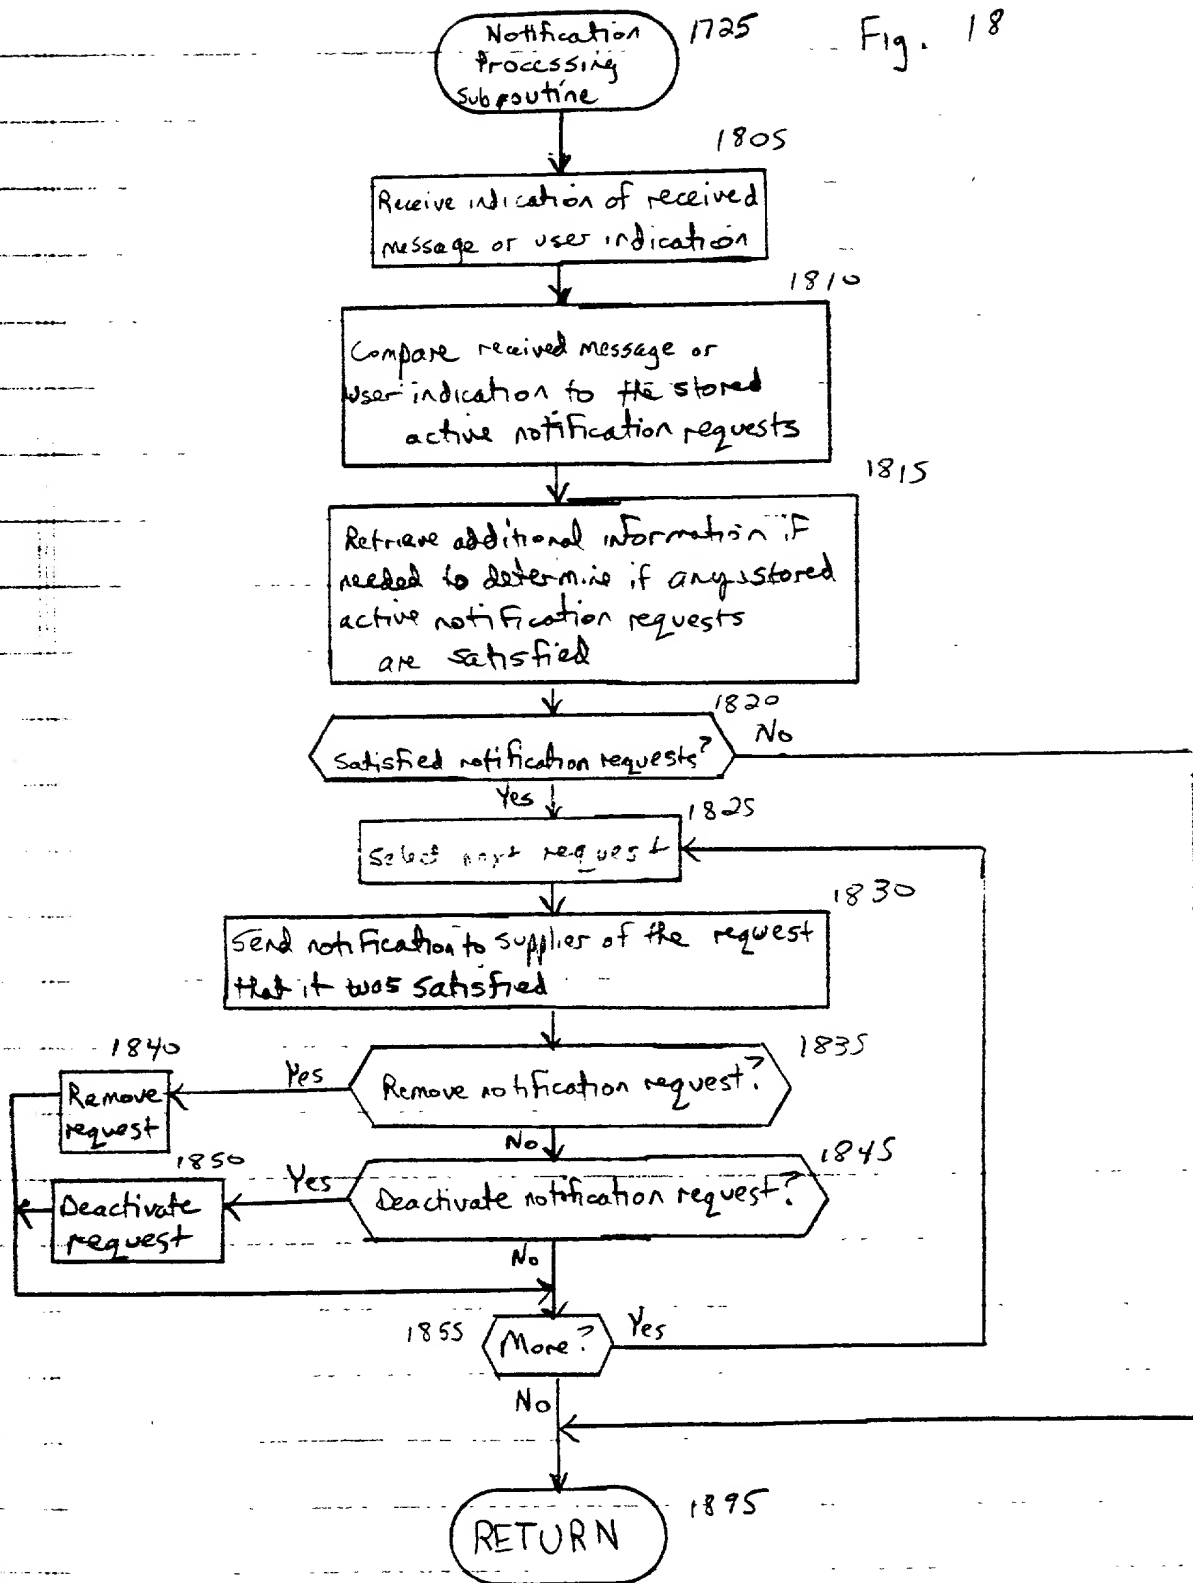 Notification
Processing
Subroutine
1725
Fig. 18
1805
Receive indication of received
message or user indication
1810
Compare received message or
user indication to the stored
active notification requests
1815
Retrieve additional information if
needed to determine if any stored
active notification requests
are satisfied
1820
Satisfied notification requests?
No
Yes
1825
Select next request
1830
Send notification to supplier of the request
that it was satisfied
1835
Remove notification request?
Yes
1840
Remove
request
No
1845
Deactivate notification request?
Yes
1850
Deactivate
request
No
1855
More?
Yes
No
1895
RETURN